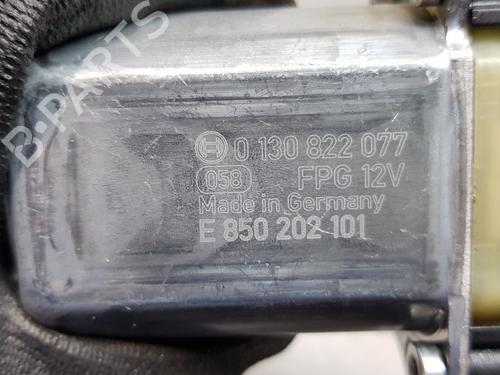 B-PARTS
0 130 822 077
058 FPG 12V
Made in Germany
E 850 202 101